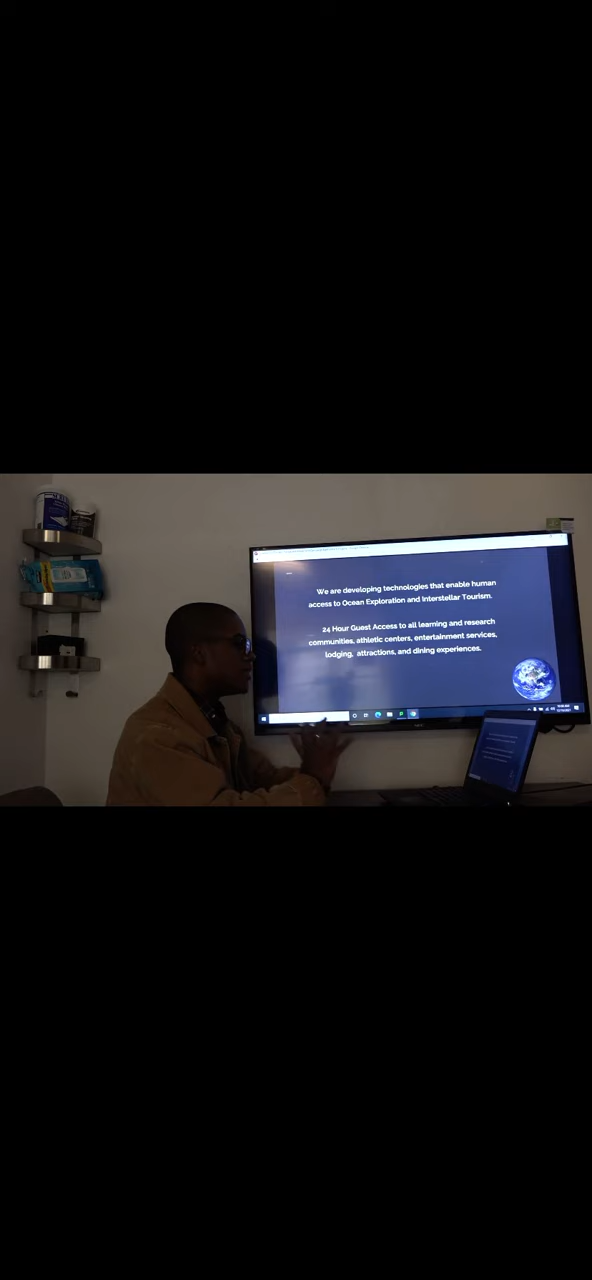 We are developing technologies that enable human
access to Ocean Exploration and Interstellar Tourism.
24 Hour Guest Access to all learning and research
communities, athletic centers, entertainment services,
lodging, attractions, and dining experiences.